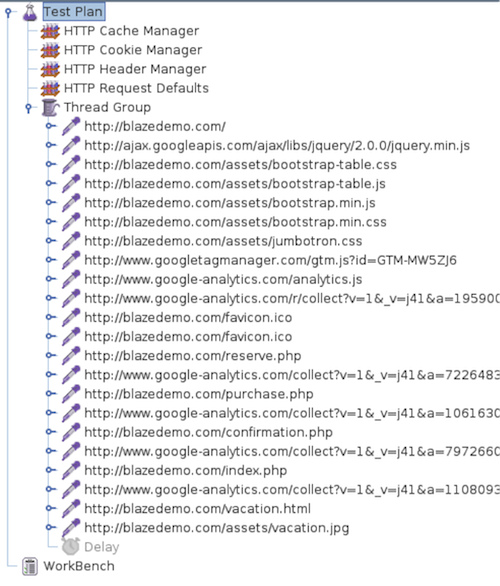 Test Plan
HTTP Cache Manager
HTTP Cookie Manager
HTTP Header Manager
HTTP Request Defaults
Thread Group
http://blazedemo.com/
http://ajax.googleapis.com/ajax/libs/jquery/2.0.0/jquery.min.js
http://blazedemo.com/assets/bootstrap-table.css
http://blazedemo.com/assets/bootstrap-table.js
http://blazedemo.com/assets/bootstrap.min.js
http://blazedemo.com/assets/bootstrap.min.css
http://blazedemo.com/assets/jumbotron.css
http://www.googletagmanager.com/gtm.js?id=GTM-MW5ZJ6
http://www.google-analytics.com/analytics.js
http://www.google-analytics.com/r/collect?v=1&_v=j41&a=195900
http://blazedemo.com/favicon.ico
http://blazedemo.com/favicon.ico
http://blazedemo.com/reserve.php
http://www.google-analytics.com/collect?v=1&_v=j41&a=7226483
http://blazedemo.com/purchase.php
http://www.google-analytics.com/collect?v=1&_v=j41&a=1061630
http://blazedemo.com/confirmation.php
http://www.google-analytics.com/collect?v=1&_v=j41&a=7972660
http://blazedemo.com/index.php
http://www.google-analytics.com/collect?v=1&_v=j41&a=1108093
http://blazedemo.com/vacation.html
http://blazedemo.com/assets/vacation.jpg
Delay
WorkBench